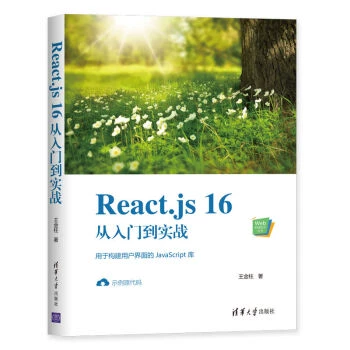 React.js 16 从入门到实战
王金柱 著
清华大学出版社
React.js 16
从入门到实战
用于构建用户界面的 JavaScript 库
Web
示例源代码
王金柱 著
清华大学出版社